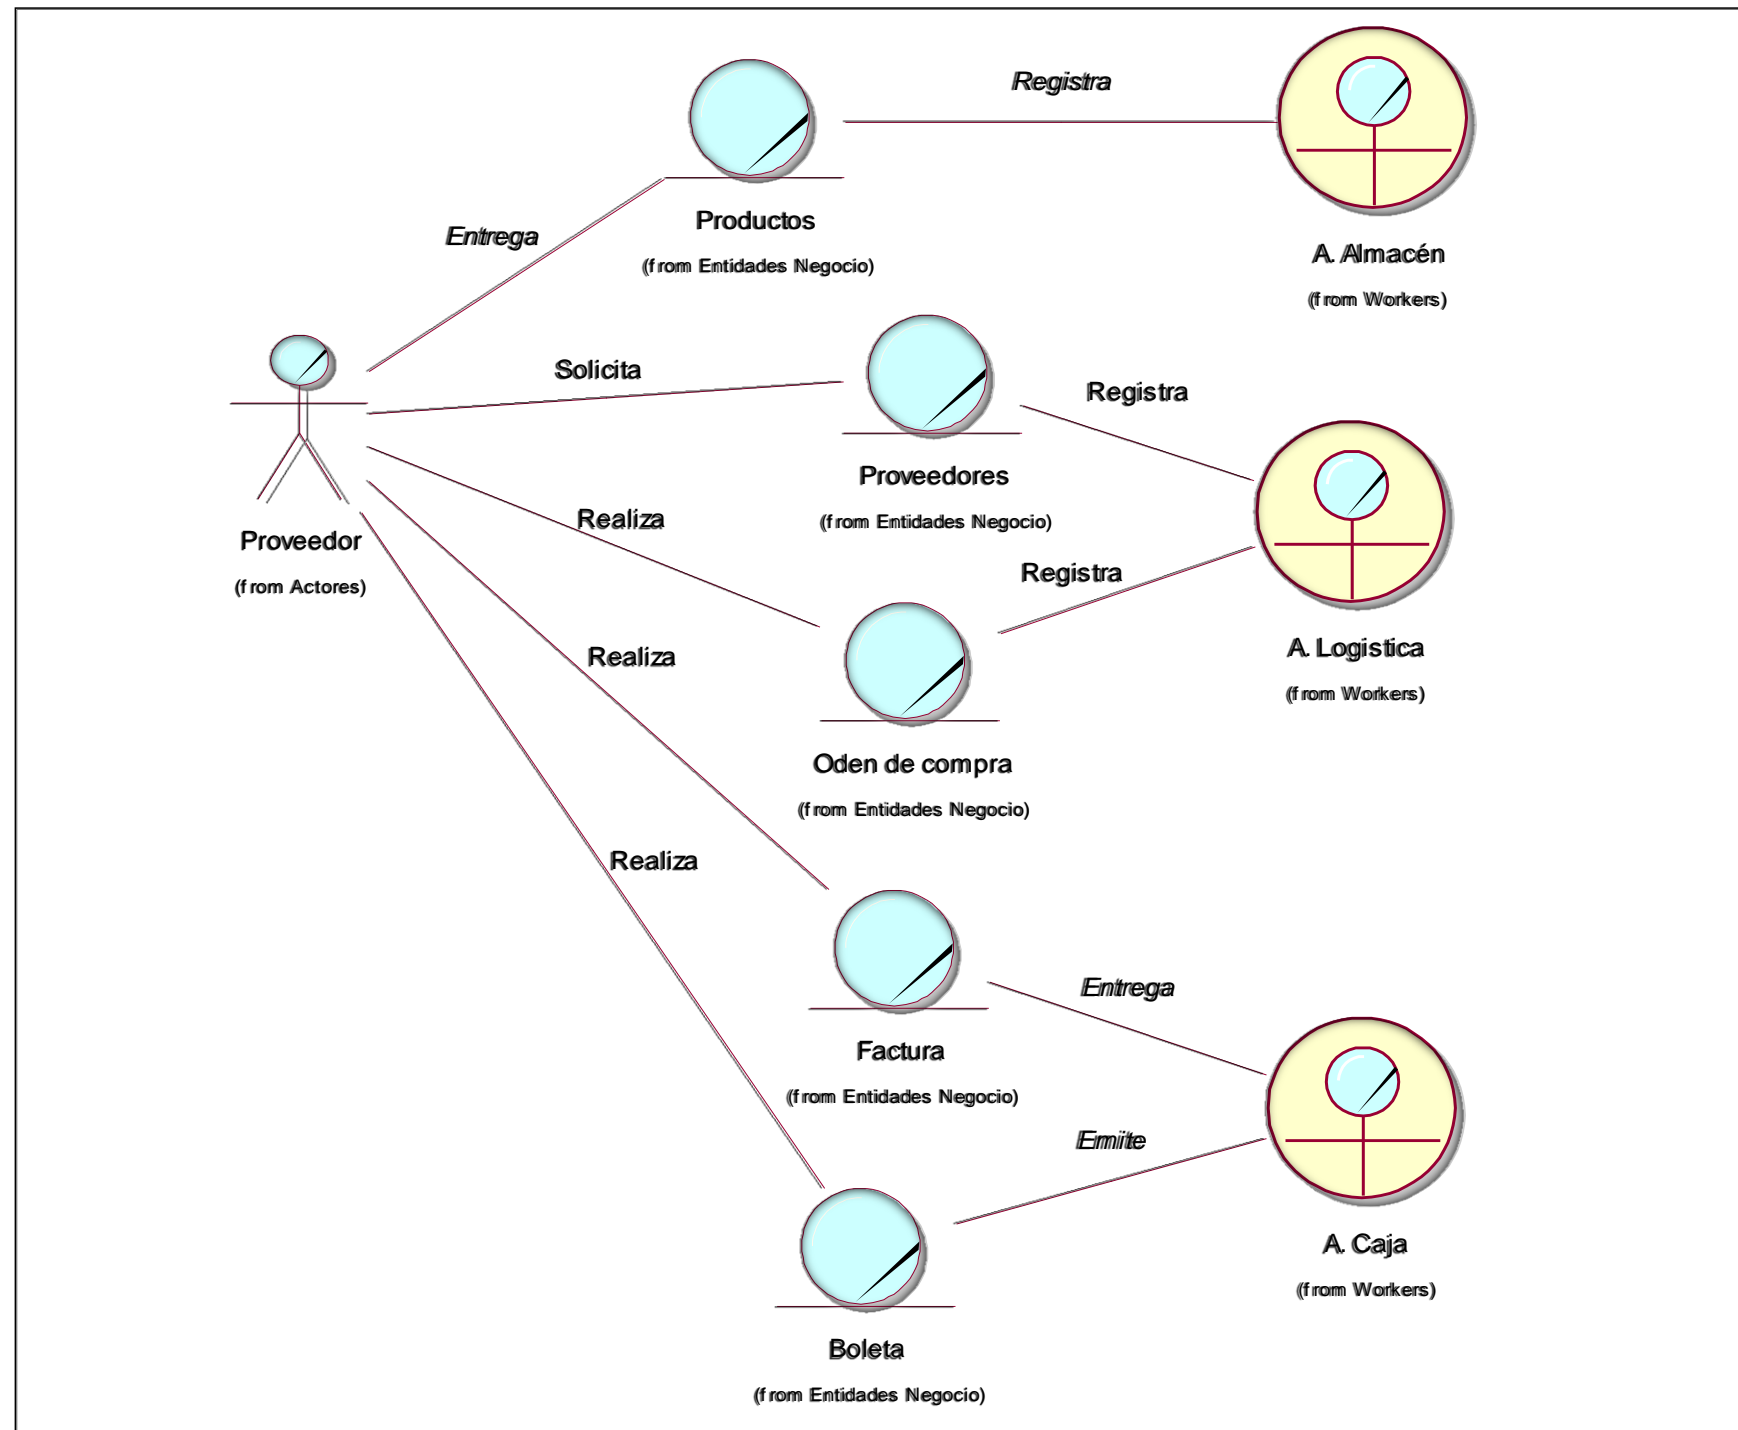 Registra
Productos
(from Entidades Negocio)
Entrega
A. Almacén
(from Workers)
Solicita
Registra
Proveedores
(from Entidades Negocio)
Realiza
Proveedor
(from Actores)
Registra
A. Logistica
(from Workers)
Realiza
Oden de compra
(from Entidades Negocio)
Realiza
Entrega
Factura
(from Entidades Negocio)
Emite
A. Caja
(from Workers)
Boleta
(from Entidades Negocio)